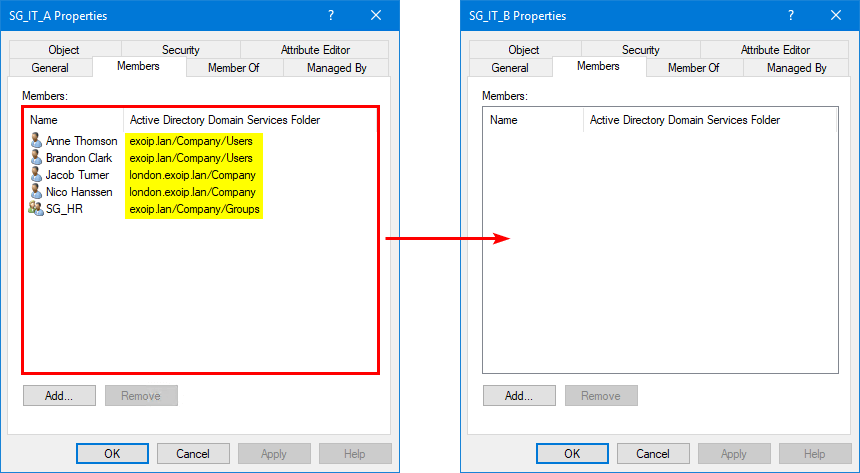 SG_IT_A Properties
?
Object Security Attribute Editor
General Members Member Of Managed By
Members:
Name Active Directory Domain Services Folder
Anne Thomson exoip.lan/Company/Users
Brandon Clark exoip.lan/Company/Users
Jacob Turner london.exoip.lan/Company
Nico Hanssen london.exoip.lan/Company
SG_HR exoip.lan/Company/Groups
Add... Remove
OK Cancel Apply Help
SG_IT_B Properties
?
Object Security Attribute Editor
General Members Member Of Managed By
Members:
Name Active Directory Domain Services Folder
Add... Remove
OK Cancel Apply Help